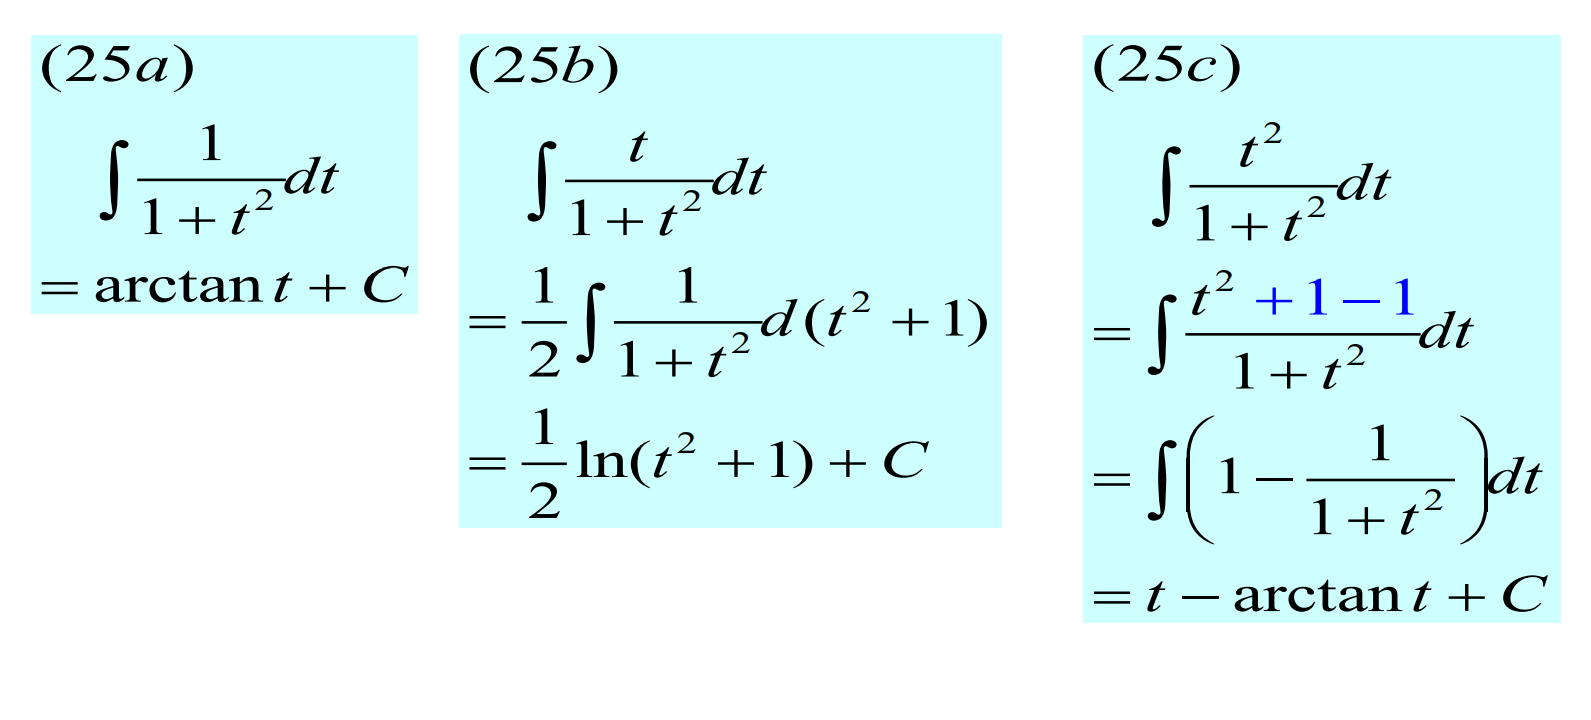 (25a)
∫ 1/(1+t²) dt
= arctan t + C
(25b)
∫ t/(1+t²) dt
= 1/2 ∫ 1/(1+t²) d(t² + 1)
= 1/2 ln(t² + 1) + C
(25c)
∫ t²/(1+t²) dt
= ∫ (t² + 1 − 1)/(1+t²) dt
= ∫ (1 − 1/(1+t²)) dt
= t − arctan t + C